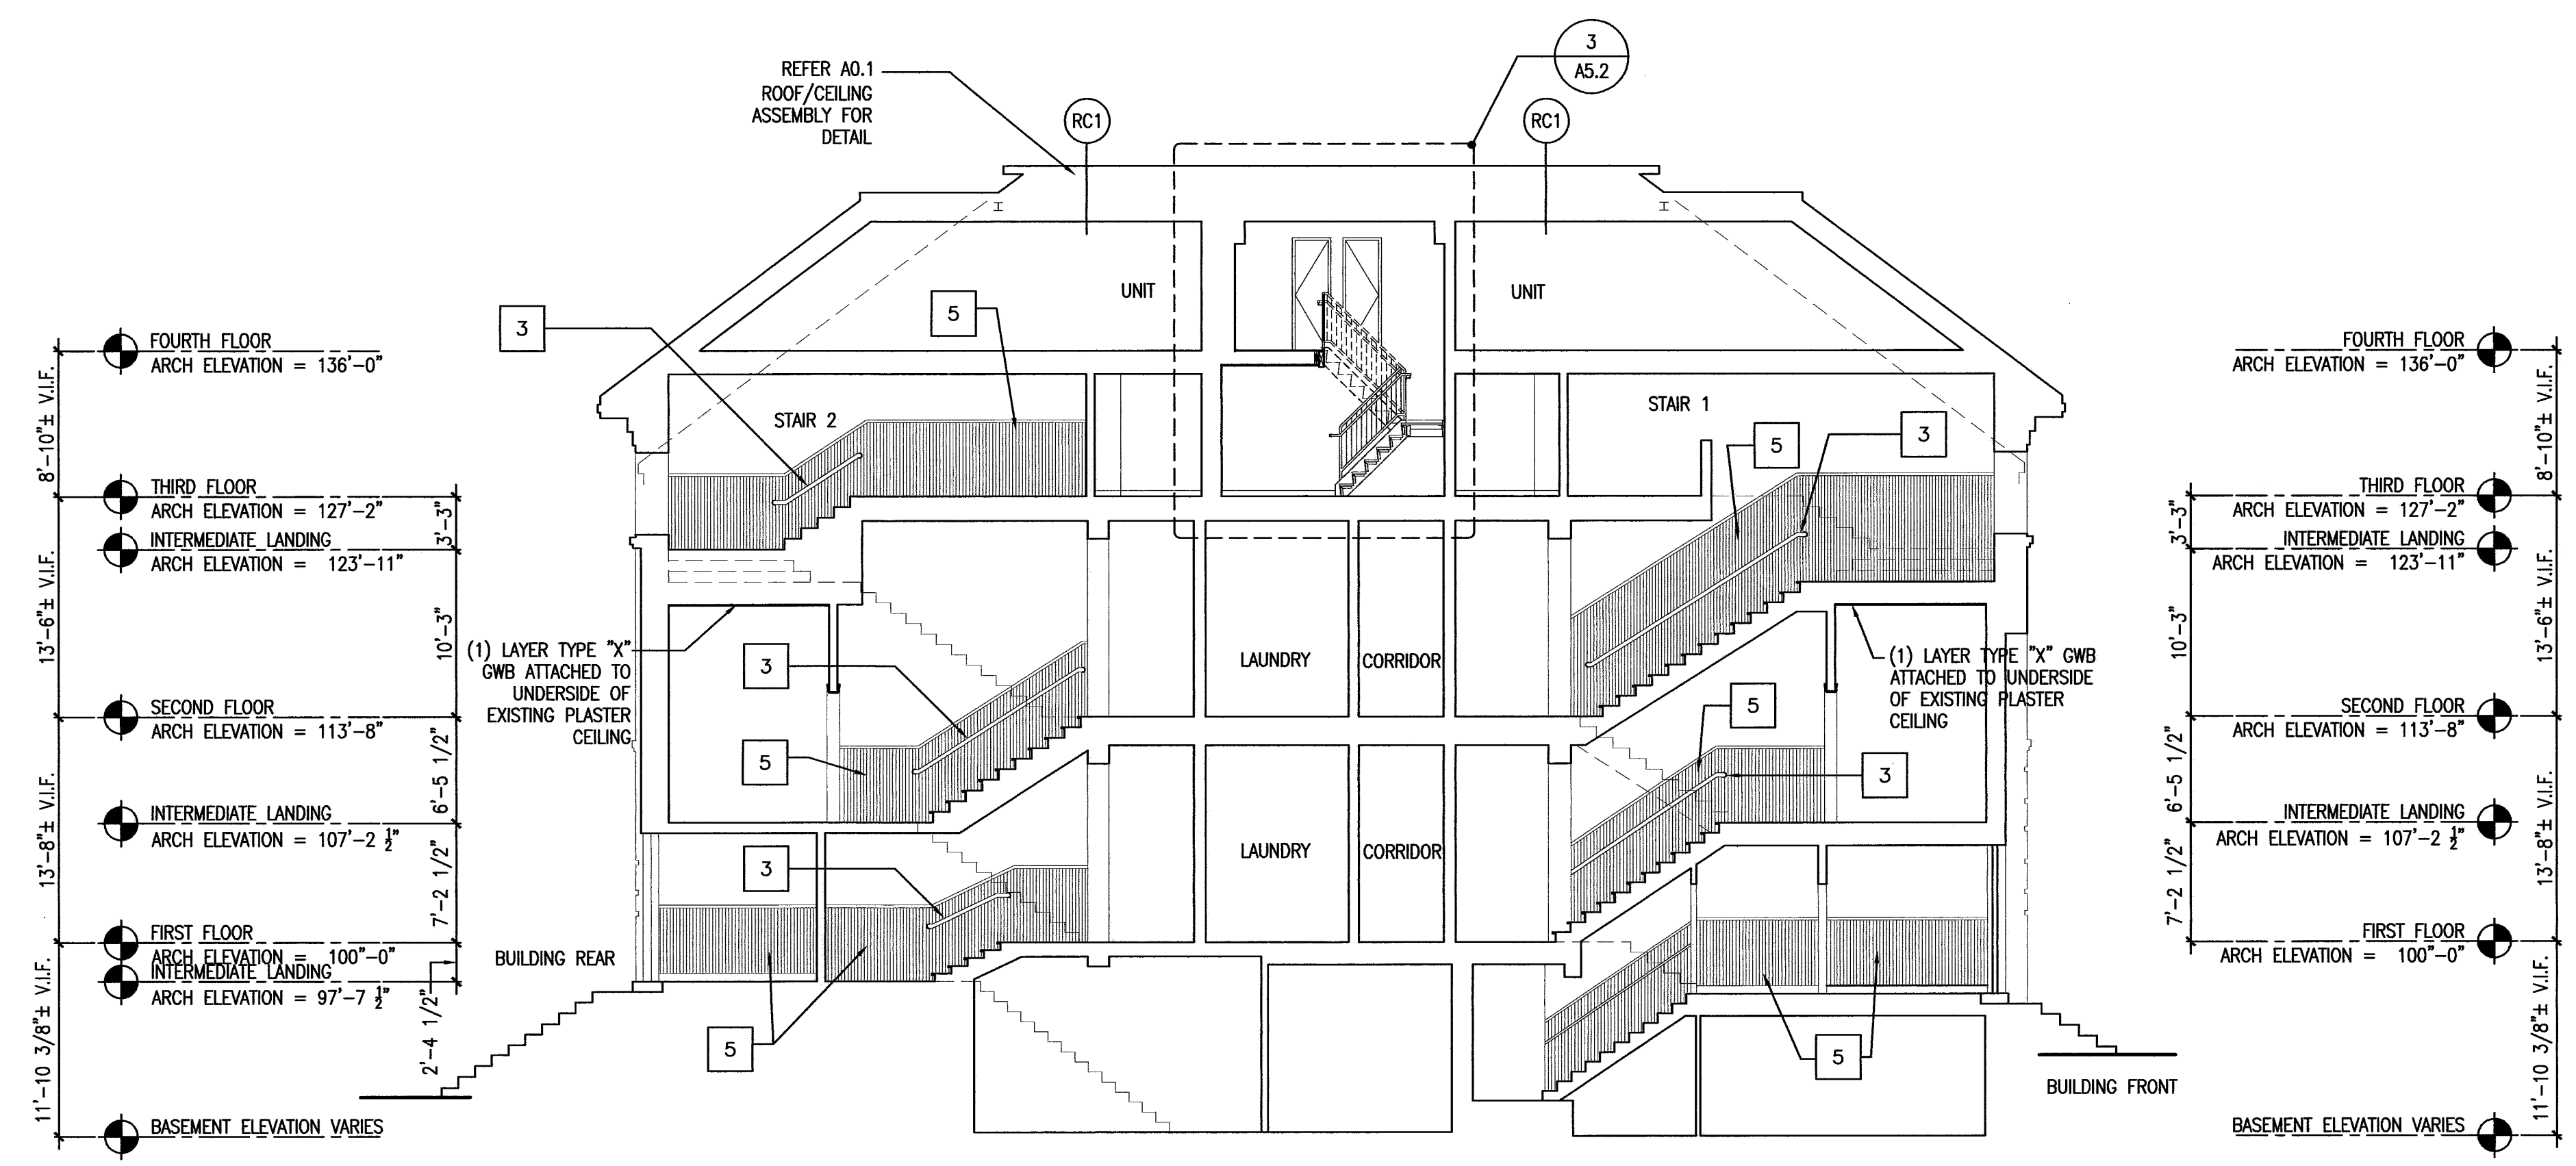 3
A5.2
REFER A0.1
ROOF/CEILING
ASSEMBLY FOR
DETAIL
RC1
RC1
UNIT
UNIT
3
5
FOURTH FLOOR
ARCH ELEVATION = 136'-0"
8'-10"± V.I.F.
THIRD FLOOR
ARCH ELEVATION = 127'-2"
3'-3"
INTERMEDIATE LANDING
ARCH ELEVATION = 123'-11"
13'-6"± V.I.F.
10'-3"
SECOND FLOOR
ARCH ELEVATION = 113'-8"
6'-5 1/2"
INTERMEDIATE LANDING
ARCH ELEVATION = 107'-2 1/2"
13'-8"± V.I.F.
7'-2 1/2"
FIRST FLOOR
ARCH ELEVATION = 100"-0"
INTERMEDIATE LANDING
ARCH ELEVATION = 97'-7 1/2"
2'-4 1/2"
11'-10 3/8"± V.I.F.
BASEMENT ELEVATION VARIES
STAIR 2
(1) LAYER TYPE "X"
GWB ATTACHED TO
UNDERSIDE OF
EXISTING PLASTER
CEILING
3
5
3
BUILDING REAR
5
LAUNDRY
CORRIDOR
LAUNDRY
CORRIDOR
STAIR 1
5
3
(1) LAYER TYPE "X" GWB
ATTACHED TO UNDERSIDE
OF EXISTING PLASTER
CEILING
5
3
5
BUILDING FRONT
FOURTH FLOOR
ARCH ELEVATION = 136'-0"
8'-10"± V.I.F.
THIRD FLOOR
ARCH ELEVATION = 127'-2"
3'-3"
INTERMEDIATE LANDING
ARCH ELEVATION = 123'-11"
13'-6"± V.I.F.
10'-3"
SECOND FLOOR
ARCH ELEVATION = 113'-8"
6'-5 1/2"
INTERMEDIATE LANDING
ARCH ELEVATION = 107'-2 1/2"
13'-8"± V.I.F.
7'-2 1/2"
FIRST FLOOR
ARCH ELEVATION = 100"-0"
11'-10 3/8"± V.I.F.
BASEMENT ELEVATION VARIES